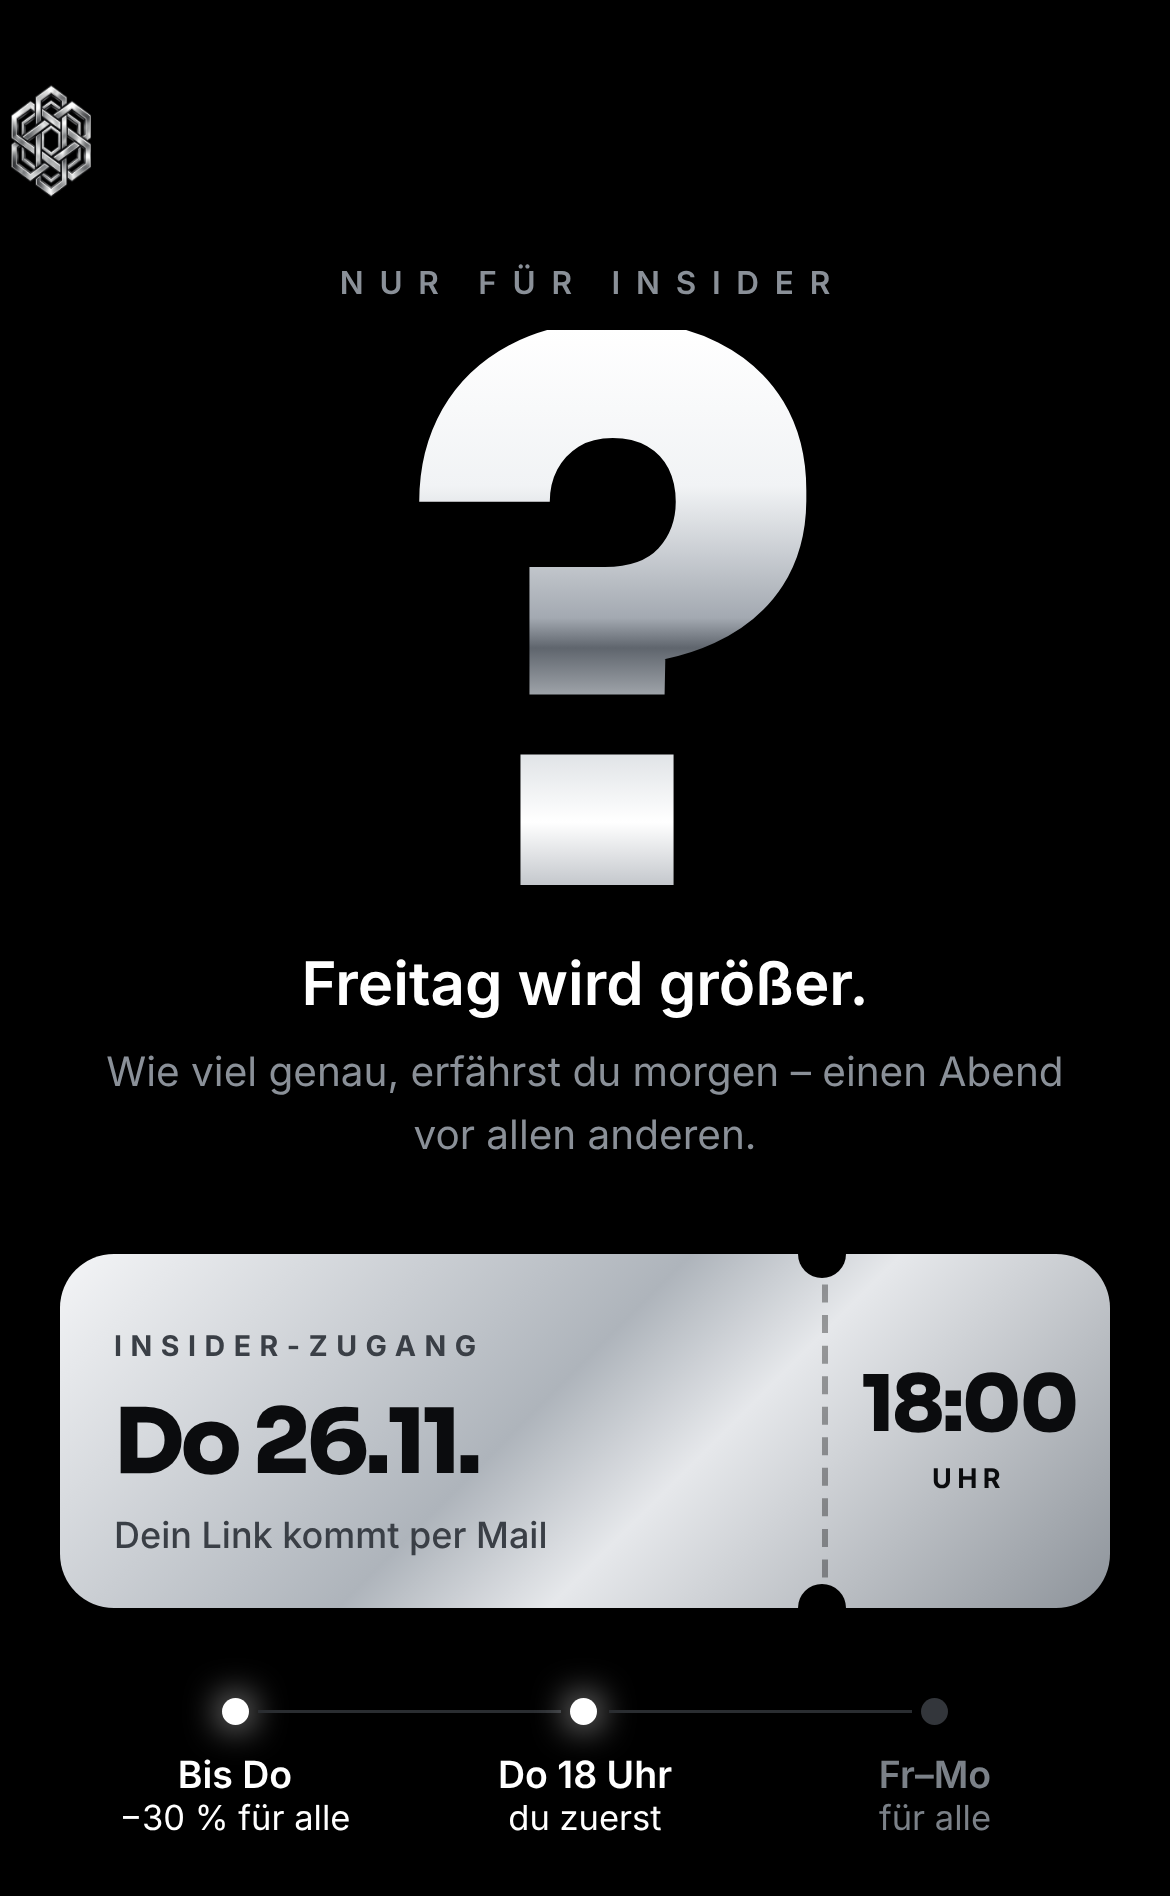 NUR FÜR INSIDER
?
Freitag wird größer.
Wie viel genau, erfährst du morgen – einen Abend
vor allen anderen.
INSIDER-ZUGANG
Do 26.11.
Dein Link kommt per Mail
18:00
UHR
Bis Do
−30 % für alle
Do 18 Uhr
du zuerst
Fr–Mo
für alle